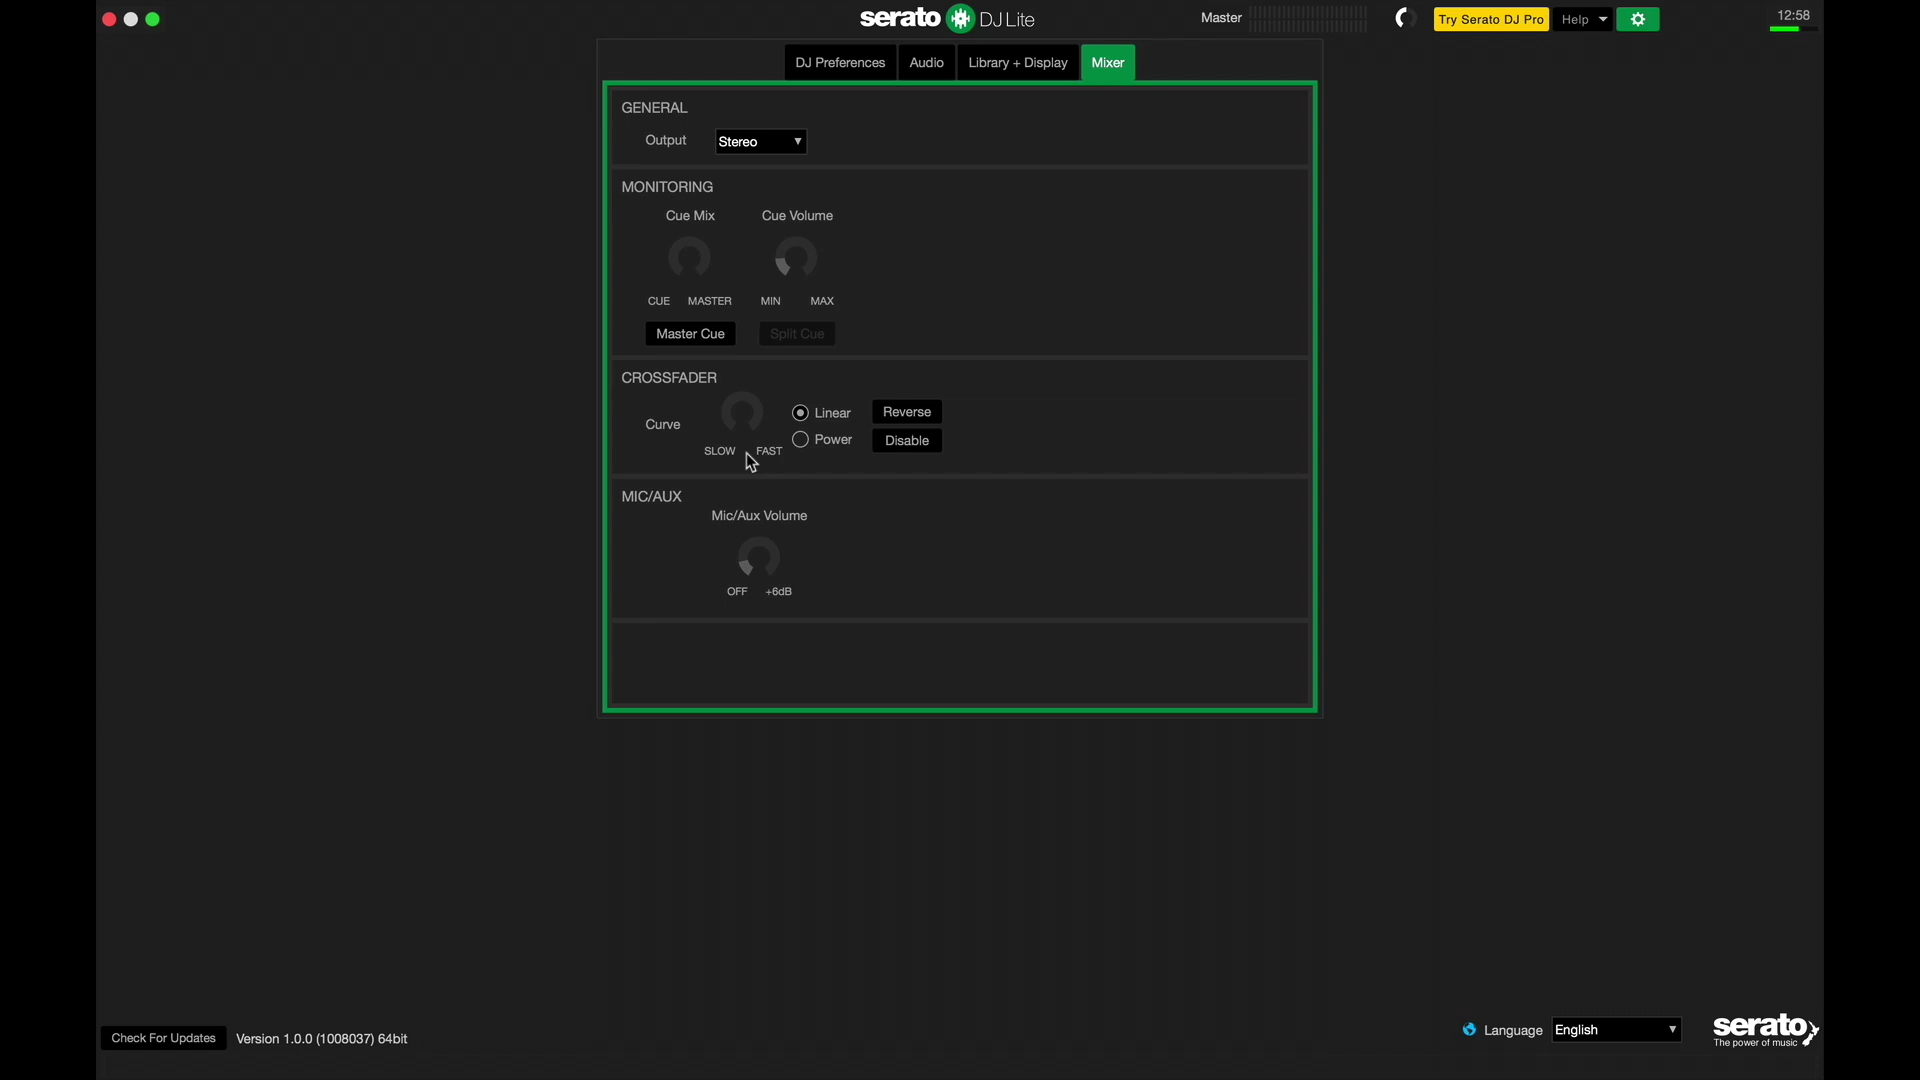 serato DJ Lite
Master
Try Serato DJ Pro
Help
12:58
DJ Preferences
Audio
Library + Display
Mixer
GENERAL
Output
Stereo
MONITORING
Cue Mix
Cue Volume
CUE
MASTER
MIN
MAX
Master Cue
Split Cue
CROSSFADER
Curve
SLOW
FAST
Linear
Power
Reverse
Disable
MIC/AUX
Mic/Aux Volume
OFF
+6dB
Check For Updates
Version 1.0.0 (1008037) 64bit
Language
English
serato
The power of music